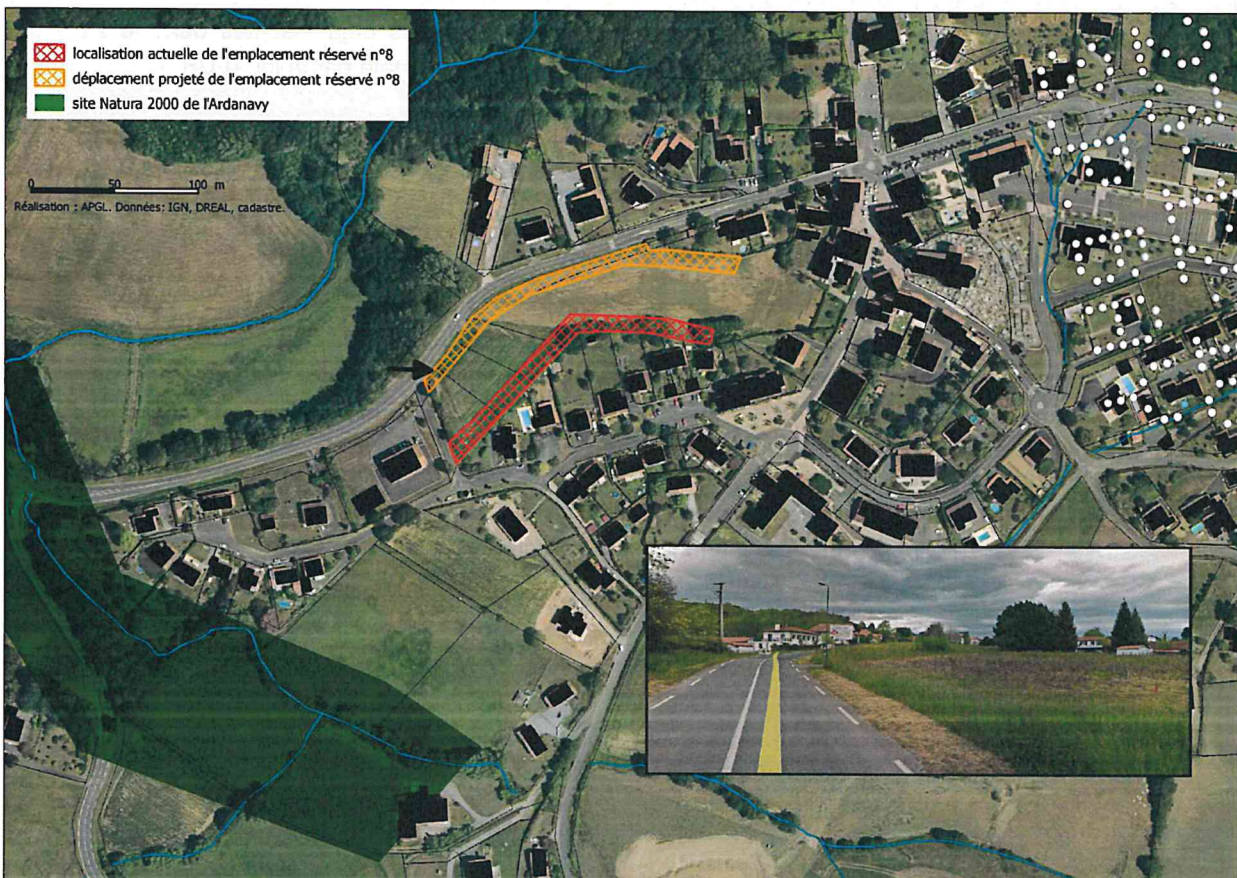 localisation actuelle de l'emplacement réservé n°8
déplacement projeté de l'emplacement réservé n°8
site Natura 2000 de l'Ardanavy
0 50 100 m
Réalisation : APGL. Données: IGN, DREAL, cadastre.